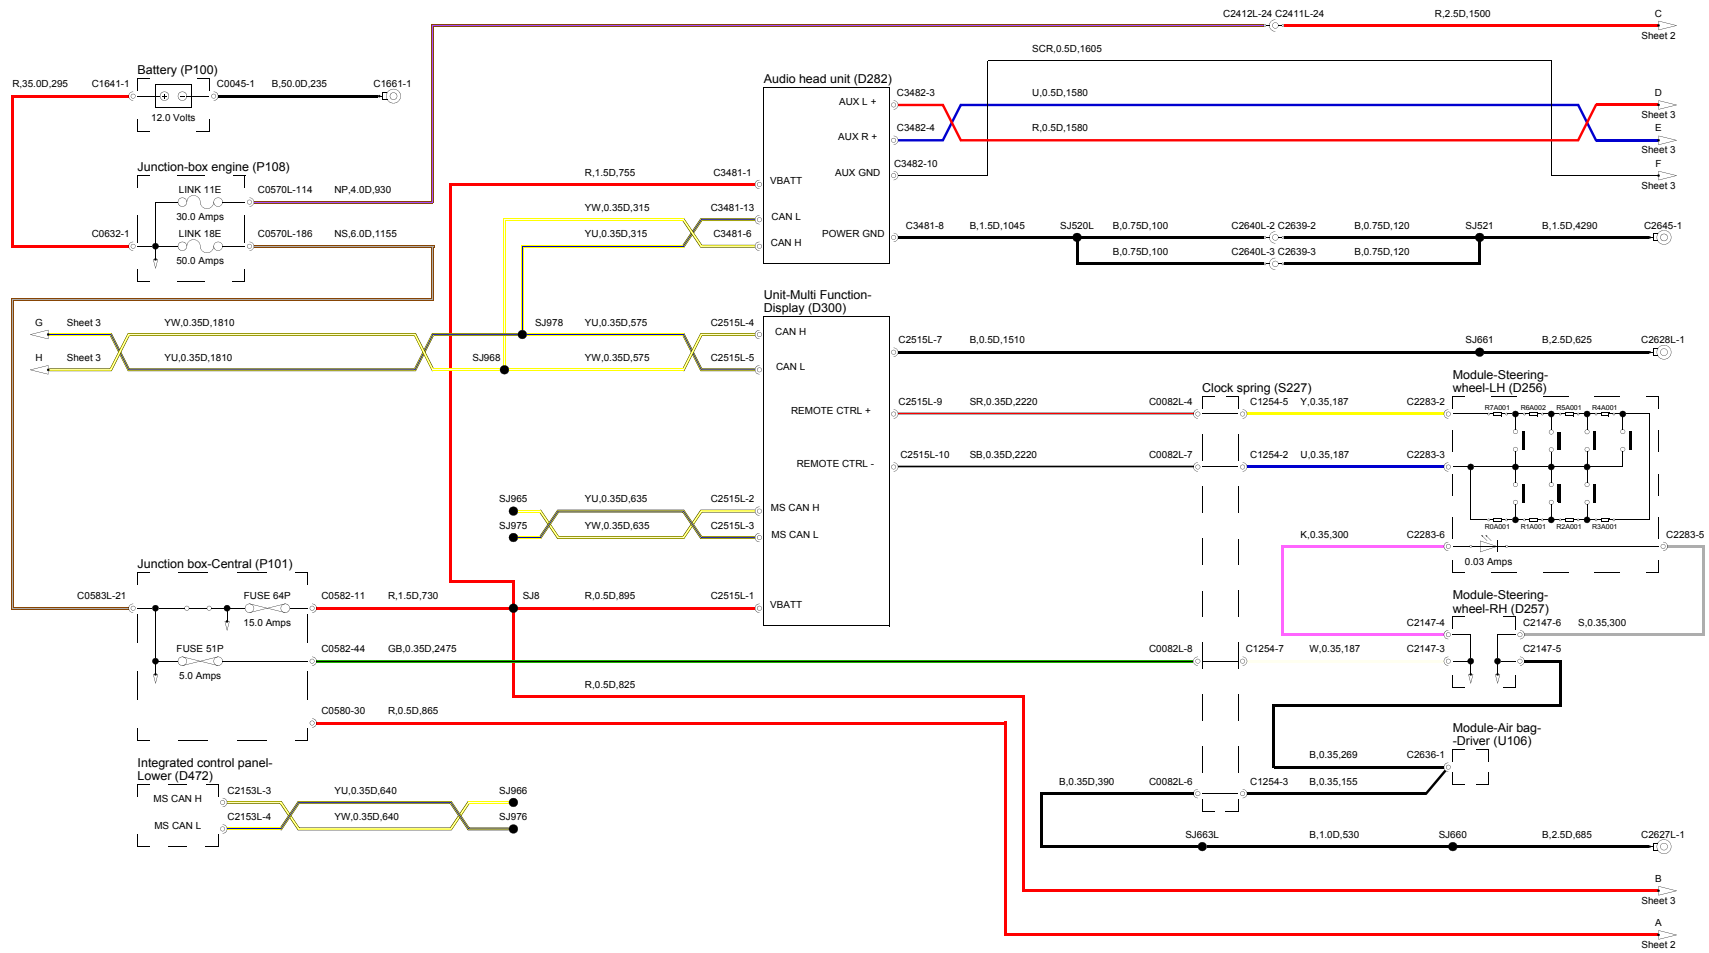 C2412L-24 C2411L-24 R,2.5D,1500 C
Sheet 2
SCR,0.5D,1605
Battery (P100)
R,35.0D,295 C1641-1 C0045-1 B,50.0D,235 C1661-1
12.0 Volts
Audio head unit (D282)
AUX L + C3482-3 U,0.5D,1580 D
Sheet 3
AUX R + C3482-4 R,0.5D,1580 E
Sheet 3
AUX GND C3482-10 F
Sheet 3
Junction-box engine (P108)
LINK 11E C0570L-114 NP,4.0D,930
30.0 Amps
C0632-1 LINK 18E C0570L-186 NS,6.0D,1155
50.0 Amps
R,1.5D,755 C3481-1 VBATT
YW,0.35D,315 C3481-13 CAN L
YU,0.35D,315 C3481-6 CAN H
POWER GND C3481-8 B,1.5D,1045 SJ520L B,0.75D,100 C2640L-2 C2639-2 B,0.75D,120 SJ521 B,1.5D,4290 C2645-1
B,0.75D,100 C2640L-3 C2639-3 B,0.75D,120
Unit-Multi Function-
Display (D300)
G Sheet 3 YW,0.35D,1810 SJ978 YU,0.35D,575 C2515L-4 CAN H
H Sheet 3 YU,0.35D,1810 SJ968 YW,0.35D,575 C2515L-5 CAN L
C2515L-7 B,0.5D,1510 SJ661 B,2.5D,625 C2628L-1
Clock spring (S227)
Module-Steering-
wheel-LH (D256)
REMOTE CTRL + C2515L-9 SR,0.35D,2220 C0082L-4 C1254-5 Y,0.35,187 C2283-2
R7A001 R6A002 R5A001 R4A001
REMOTE CTRL - C2515L-10 SB,0.35D,2220 C0082L-7 C1254-2 U,0.35,187 C2283-3
R0A001 R1A001 R2A001 R3A001
SJ965 YU,0.35D,635 C2515L-2 MS CAN H
SJ975 YW,0.35D,635 C2515L-3 MS CAN L
K,0.35,300 C2283-6 C2283-5
0.03 Amps
Junction box-Central (P101)
C0583L-21 FUSE 64P C0582-11 R,1.5D,730 SJ8 R,0.5D,895 C2515L-1 VBATT
15.0 Amps
Module-Steering-
wheel-RH (D257)
C2147-4 C2147-6 S,0.35,300
FUSE 51P C0582-44 GB,0.35D,2475 C0082L-8 C1254-7 W,0.35,187 C2147-3 C2147-5
5.0 Amps
R,0.5D,825
C0580-30 R,0.5D,865
Module-Air bag-
-Driver (U106)
B,0.35,269 C2636-1
Integrated control panel-
Lower (D472)
MS CAN H C2153L-3 YU,0.35D,640 SJ966
MS CAN L C2153L-4 YW,0.35D,640 SJ976
B,0.35D,390 C0082L-6 C1254-3 B,0.35,155
SJ663L B,1.0D,530 SJ660 B,2.5D,685 C2627L-1
B
Sheet 3
A
Sheet 2